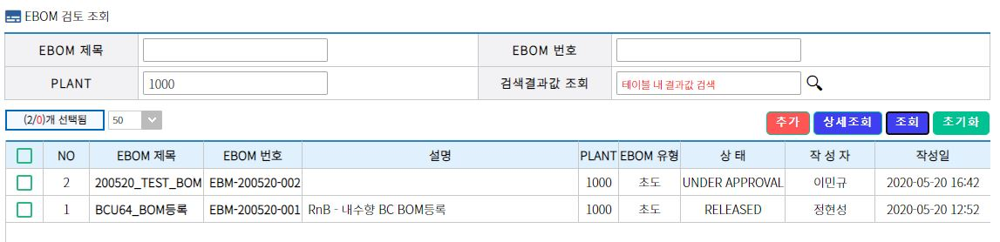 EBOM 검토 조회
EBOM 제목 EBOM 번호
PLANT 1000 검색결과값 조회 테이블 내 결과값 검색
(2/0)개 선택됨 50 추가 상세조회 조회 초기화
NO EBOM 제목 EBOM 번호 설명 PLANT EBOM 유형 상 태 작 성 자 작성일
2 200520_TEST_BOM EBM-200520-002 1000 초도 UNDER APPROVAL 이민규 2020-05-20 16:42
1 BCU64_BOM등록 EBM-200520-001 RnB - 내수향 BC BOM등록 1000 초도 RELEASED 정현성 2020-05-20 12:52